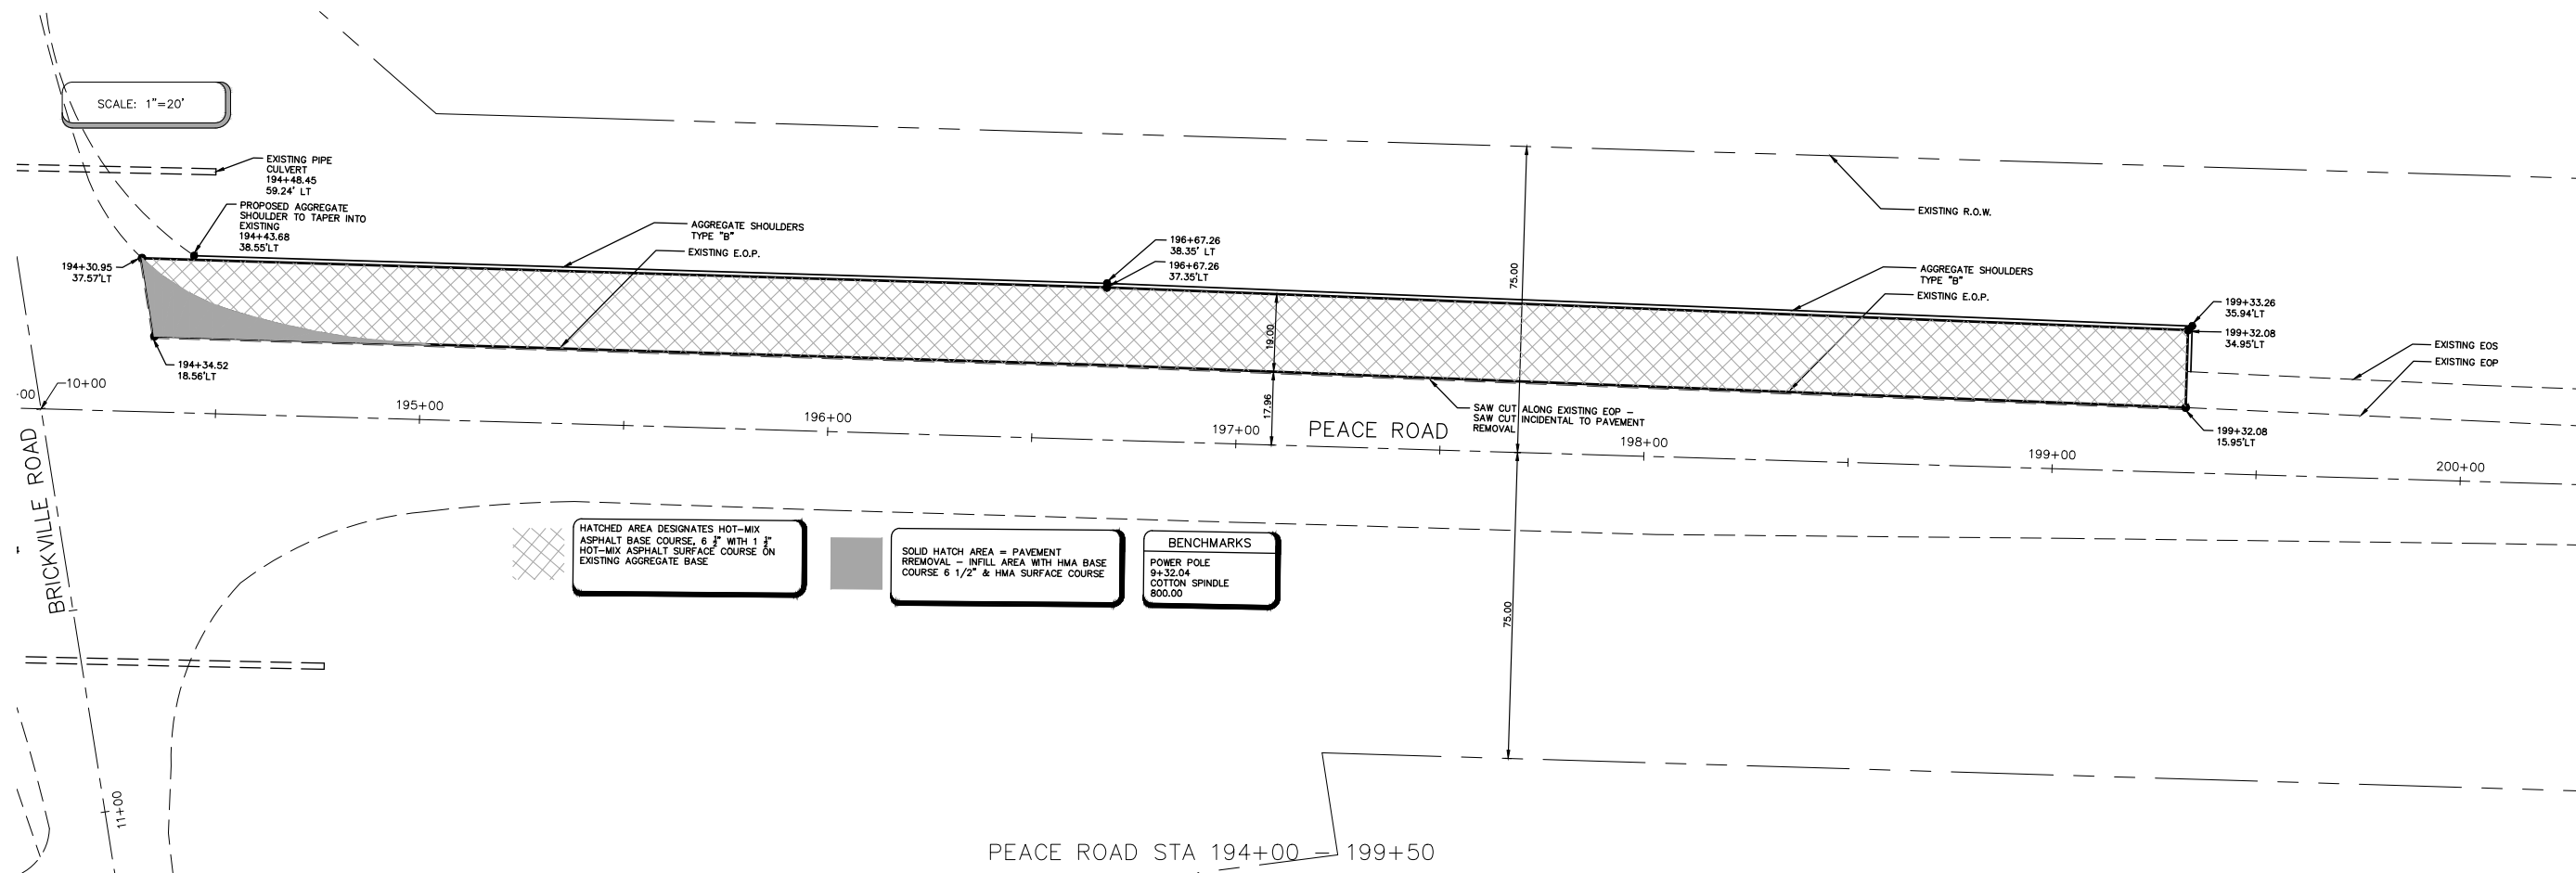 SCALE: 1"=20'
EXISTING PIPE
CULVERT
194+48.45
59.24' LT
PROPOSED AGGREGATE
SHOULDER TO TAPER INTO
EXISTING
194+43.68
38.55'LT
194+30.95
37.57'LT
AGGREGATE SHOULDERS
TYPE "B"
EXISTING E.O.P.
196+67.26
38.35' LT
196+67.26
37.35'LT
75.00
EXISTING R.O.W.
AGGREGATE SHOULDERS
TYPE "B"
EXISTING E.O.P.
199+33.26
35.94'LT
199+32.08
34.95'LT
EXISTING EOS
EXISTING EOP
19.00
17.96
194+34.52
18.56'LT
-00
10+00
195+00
196+00
197+00
PEACE ROAD
SAW CUT ALONG EXISTING EOP –
SAW CUT INCIDENTAL TO PAVEMENT
REMOVAL
198+00
199+00
199+32.08
15.95'LT
200+00
BRICKVILLE ROAD
HATCHED AREA DESIGNATES HOT-MIX
ASPHALT BASE COURSE, 6 ½" WITH 1 ½"
HOT-MIX ASPHALT SURFACE COURSE ON
EXISTING AGGREGATE BASE
SOLID HATCH AREA = PAVEMENT
RREMOVAL – INFILL AREA WITH HMA BASE
COURSE 6 1/2" & HMA SURFACE COURSE
BENCHMARKS
POWER POLE
9+32.04
COTTON SPINDLE
800.00
75.00
11+00
PEACE ROAD STA 194+00 – 199+50